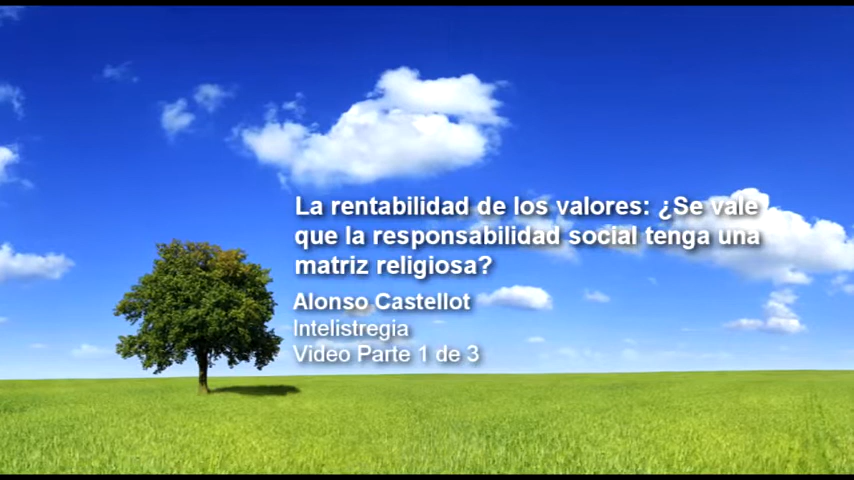 La rentabilidad de los valores: ¿Se vale
que la responsabilidad social tenga una
matriz religiosa?
Alonso Castellot
Intelistregia
Video Parte 1 de 3